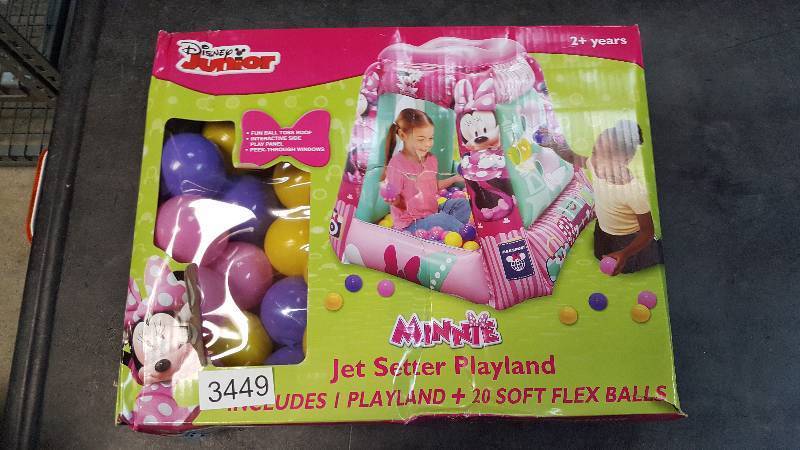 Disney
Junior
2+ years
• FUN BALL TOSS ROOF
• INTERACTIVE SIDE
PLAY PANEL
• PEEK-THROUGH WINDOWS
MINNIE
Jet Setter Playland
3449
INCLUDES 1 PLAYLAND + 20 SOFT FLEX BALLS